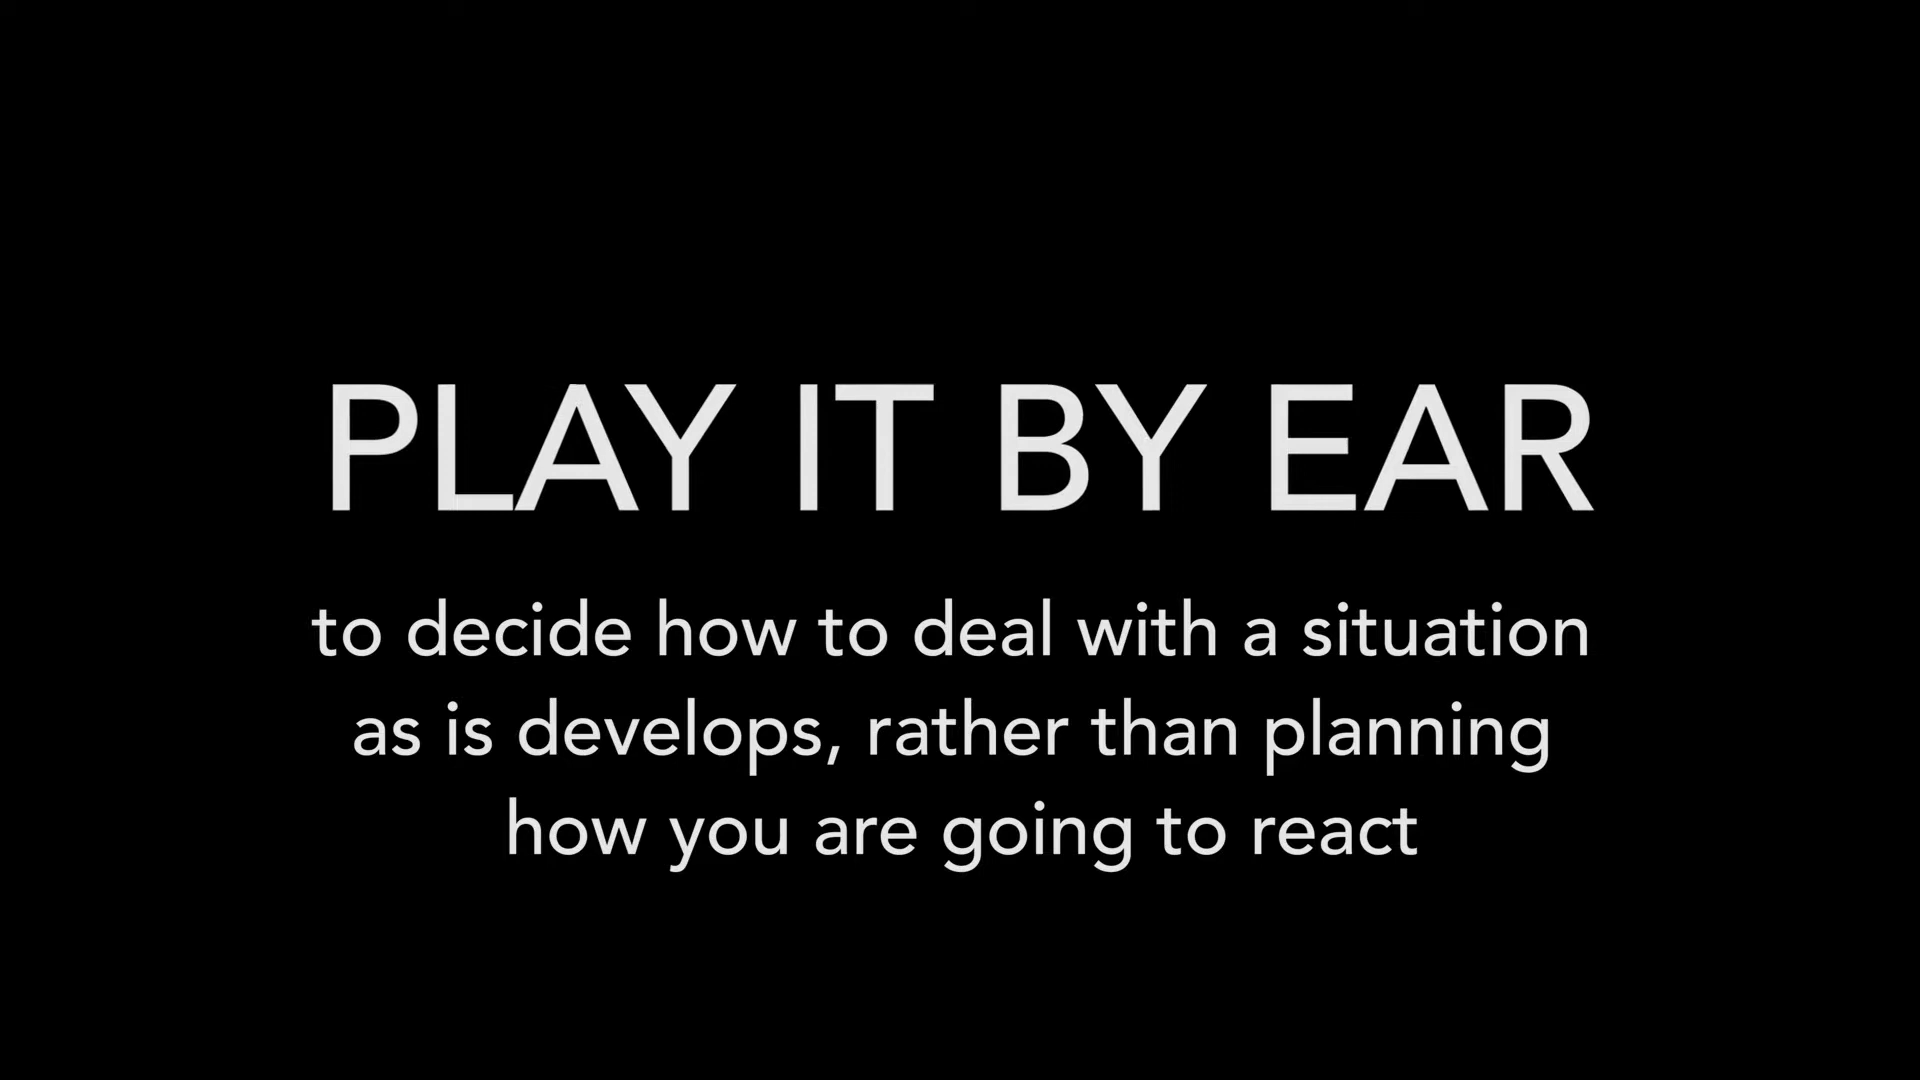 PLAY IT BY EAR
to decide how to deal with a situation
as is develops, rather than planning
how you are going to react